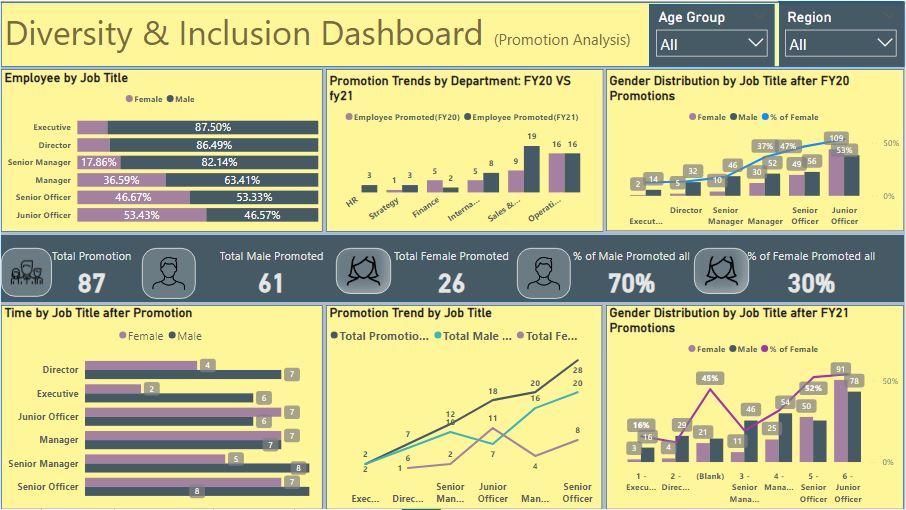 Diversity & Inclusion Dashboard (Promotion Analysis)
Age Group
All
Region
All
Employee by Job Title
Female Male
Executive 87.50%
Director 86.49%
Senior Manager 17.86% 82.14%
Manager 36.59% 63.41%
Senior Officer 46.67% 53.33%
Junior Officer 53.43% 46.57%
Promotion Trends by Department: FY20 VS
fy21
Employee Promoted(FY20) Employee Promoted(FY21)
3 1 3 5 2 5 8 9 19 16 16
HR Strategy Finance Interna... Sales &... Operati...
Gender Distribution by Job Title after FY20
Promotions
Female Male % of Female
2 14 5 32 10 46 37% 30 52 47% 49 56 109 53%
50%
0%
Execut... Director Senior Manager Manager Senior Officer Junior Officer
Total Promotion
87
Total Male Promoted
61
Total Female Promoted
26
% of Male Promoted all
70%
% of Female Promoted all
30%
Time by Job Title after Promotion
Female Male
Director 4 7
Executive 2 6
Junior Officer 7 6
Manager 7 7
Senior Manager 5 8
Senior Officer 7 8
Promotion Trend by Job Title
Total Promotio... Total Male ... Total Fe...
2 7 12 18 20 28
2 6 16 7 16 20
1 2 11 4 8
Exec... Direc... Senior Man... Junior Officer Man... Senior Officer
Gender Distribution by Job Title after FY21
Promotions
Female Male % of Female
16% 3 16 4 29 45% 21 11 46 25 54 52% 50 91 78
50%
0%
1 - Execu... 2 - Direc... (Blank) 3 - Senior Mana... 4 - Mana... 5 - Senior Officer 6 - Junior Officer